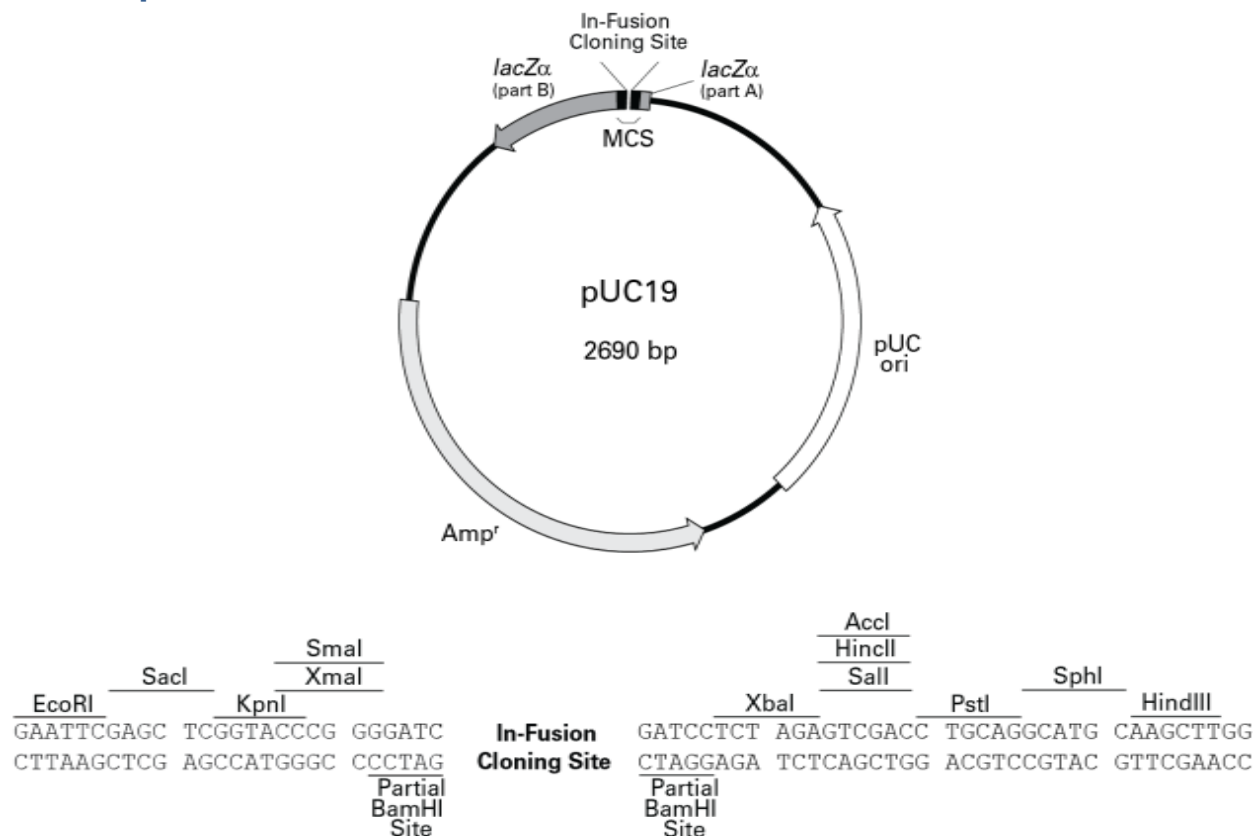 In-Fusion
Cloning Site
lacZα
(part B)
lacZα
(part A)
MCS
pUC19
2690 bp
pUC
ori
Ampʳ
AccI
SmaI
HincII
SacI
XmaI
SalI
SphI
EcoRI
KpnI
XbaI
PstI
HindIII
GAATTCGAGC TCGGTACCCG GGGATC In-Fusion GATCCTCT AGAGTCGACC TGCAGGCATG CAAGCTTGG
CTTAAGCTCG AGCCATGGGC CCCTAG Cloning Site CTAGGAGA TCTCAGCTGG ACGTCCGTAC GTTCGAACC
Partial
BamHI
Site
Partial
BamHI
Site